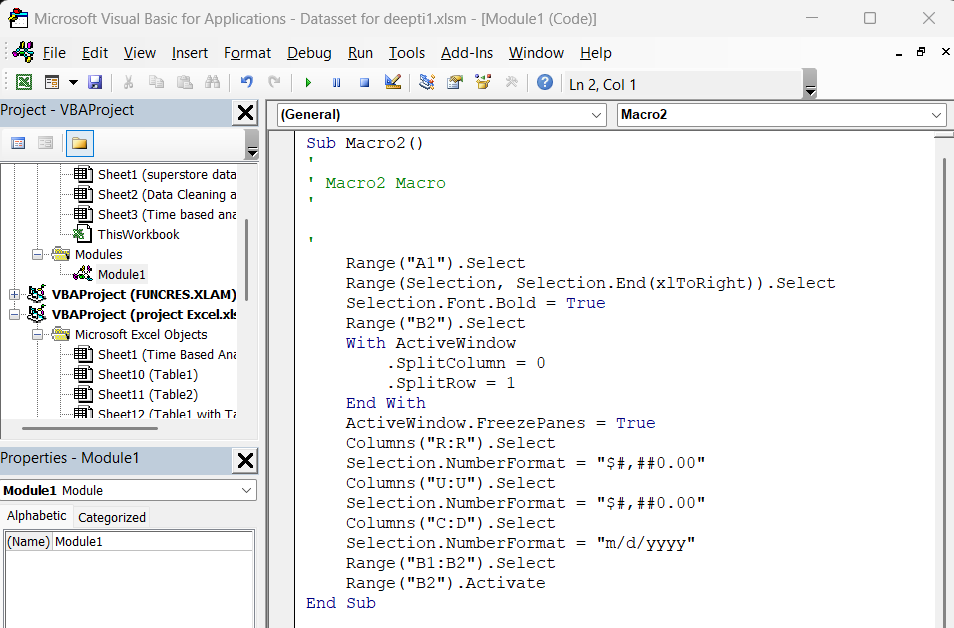 Microsoft Visual Basic for Applications - Datasset for deepti1.xlsm - [Module1 (Code)]
File Edit View Insert Format Debug Run Tools Add-Ins Window Help
Ln 2, Col 1
Project - VBAProject
Sheet1 (superstore data
Sheet2 (Data Cleaning a
Sheet3 (Time based ana
ThisWorkbook
Modules
Module1
VBAProject (FUNCRES.XLAM)
VBAProject (project Excel.xls
Microsoft Excel Objects
Sheet1 (Time Based Ana
Sheet10 (Table1)
Sheet11 (Table2)
Sheet12 (Table1 with Ta
Properties - Module1
Module1 Module
Alphabetic Categorized
(Name) Module1
(General) Macro2
Sub Macro2()
'
' Macro2 Macro
'
'
Range("A1").Select
Range(Selection, Selection.End(xlToRight)).Select
Selection.Font.Bold = True
Range("B2").Select
With ActiveWindow
.SplitColumn = 0
.SplitRow = 1
End With
ActiveWindow.FreezePanes = True
Columns("R:R").Select
Selection.NumberFormat = "$#,##0.00"
Columns("U:U").Select
Selection.NumberFormat = "$#,##0.00"
Columns("C:D").Select
Selection.NumberFormat = "m/d/yyyy"
Range("B1:B2").Select
Range("B2").Activate
End Sub